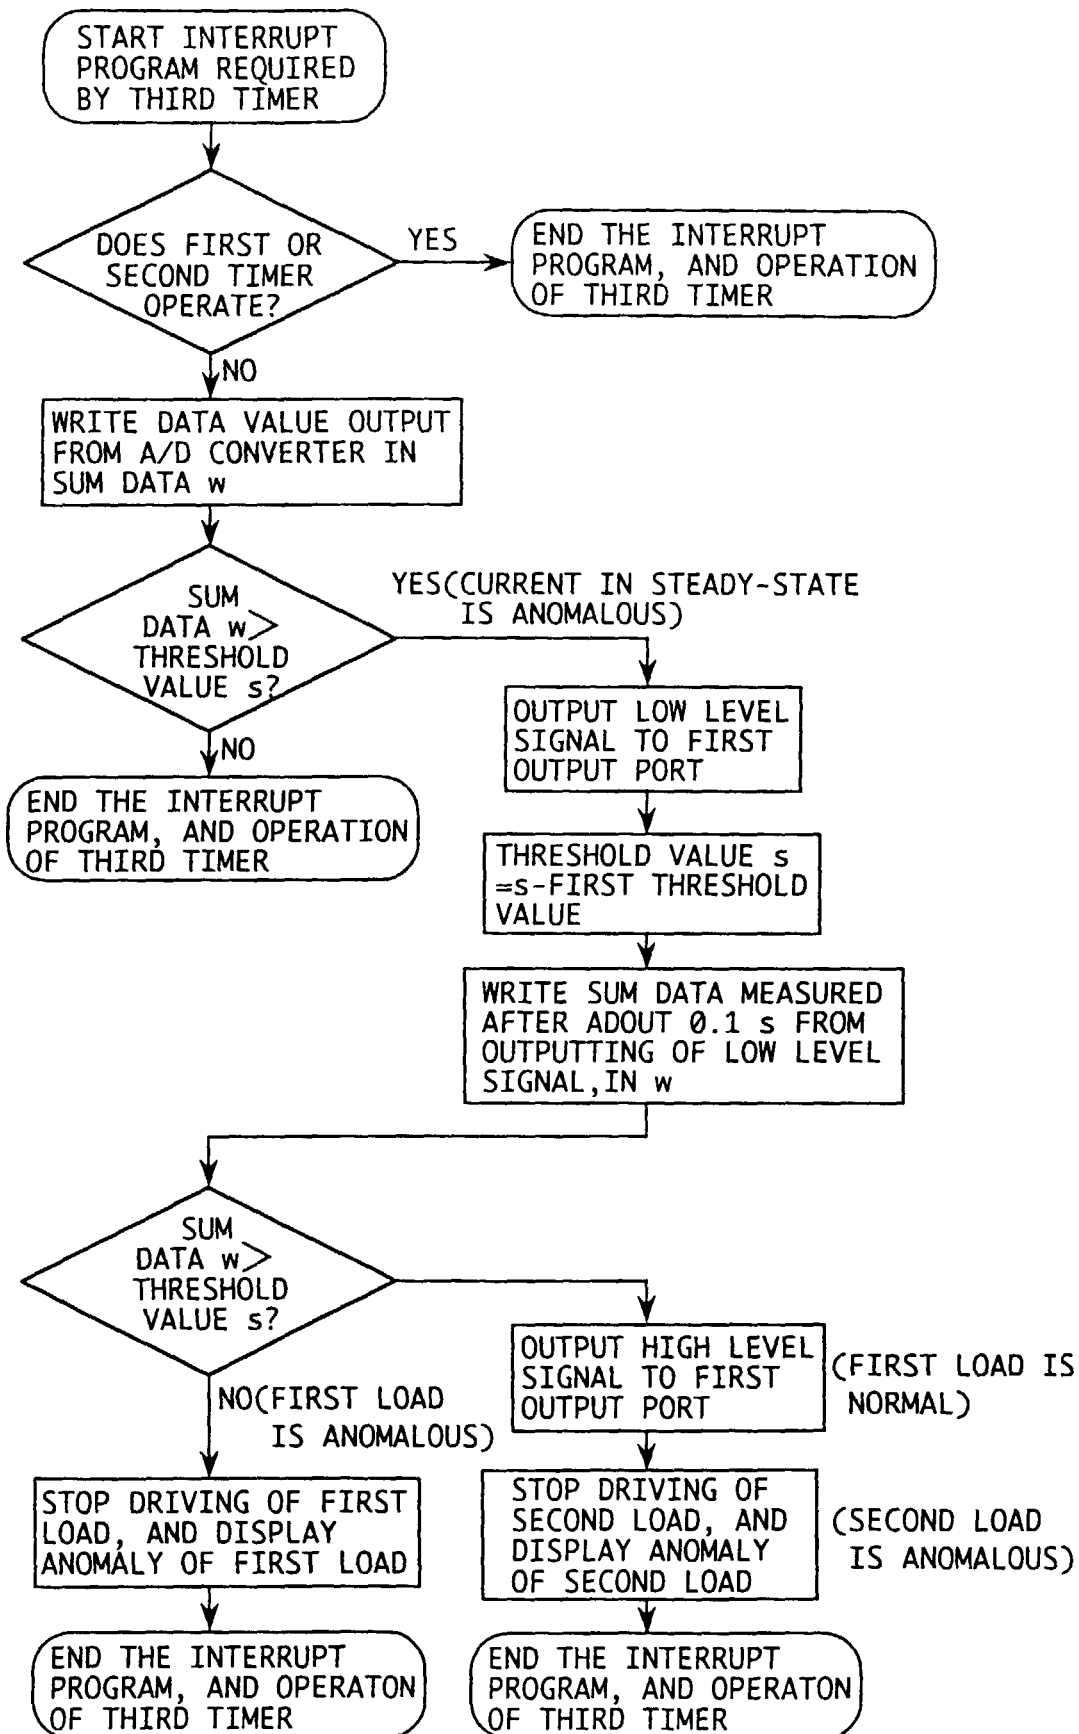 START INTERRUPT
PROGRAM REQUIRED
BY THIRD TIMER
DOES FIRST OR
SECOND TIMER
OPERATE?
YES
END THE INTERRUPT
PROGRAM, AND OPERATION
OF THIRD TIMER
NO
WRITE DATA VALUE OUTPUT
FROM A/D CONVERTER IN
SUM DATA w
SUM
DATA w>
THRESHOLD
VALUE s?
YES(CURRENT IN STEADY-STATE
IS ANOMALOUS)
NO
END THE INTERRUPT
PROGRAM, AND OPERATION
OF THIRD TIMER
OUTPUT LOW LEVEL
SIGNAL TO FIRST
OUTPUT PORT
THRESHOLD VALUE s
=s-FIRST THRESHOLD
VALUE
WRITE SUM DATA MEASURED
AFTER ADOUT 0.1 s FROM
OUTPUTTING OF LOW LEVEL
SIGNAL,IN w
SUM
DATA w>
THRESHOLD
VALUE s?
NO(FIRST LOAD
IS ANOMALOUS)
STOP DRIVING OF FIRST
LOAD, AND DISPLAY
ANOMALY OF FIRST LOAD
END THE INTERRUPT
PROGRAM, AND OPERATON
OF THIRD TIMER
OUTPUT HIGH LEVEL
SIGNAL TO FIRST
OUTPUT PORT
(FIRST LOAD IS
NORMAL)
STOP DRIVING OF
SECOND LOAD, AND
DISPLAY ANOMALY
OF SECOND LOAD
(SECOND LOAD
IS ANOMALOUS)
END THE INTERRUPT
PROGRAM, AND OPERATON
OF THIRD TIMER